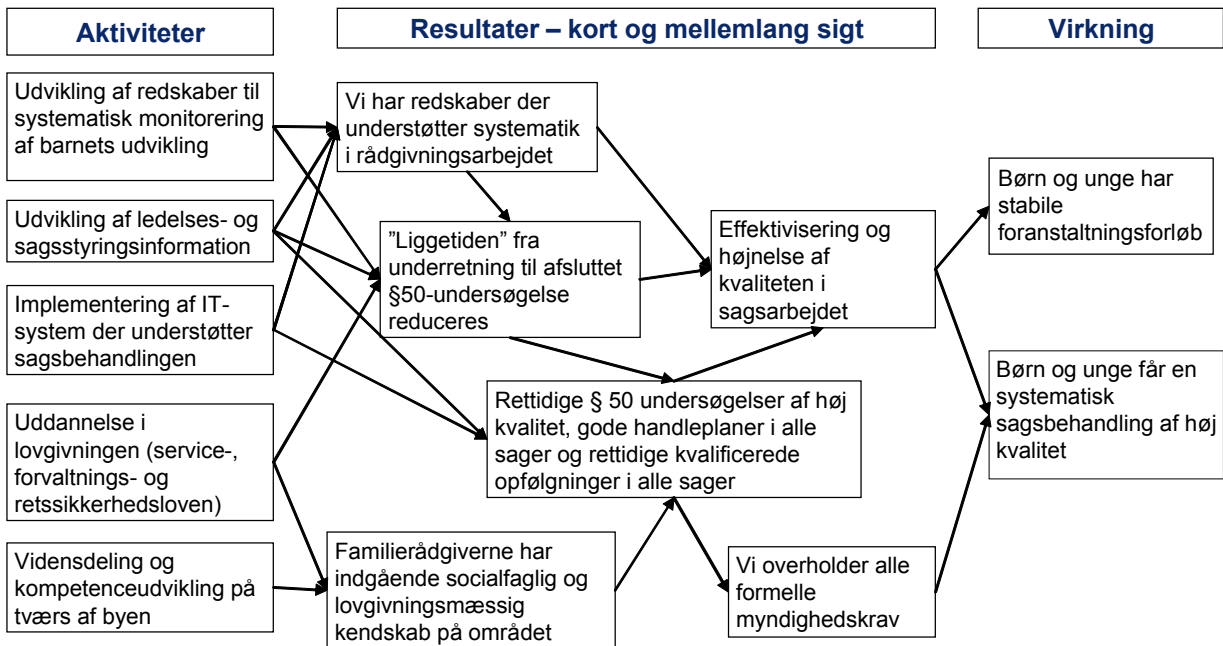 Aktiviteter
Resultater – kort og mellemlang sigt
Virkning
Udvikling af redskaber til
systematisk monitorering
af barnets udvikling
Udvikling af ledelses- og
sagsstyringsinformation
Implementering af IT-
system der understøtter
sagsbehandlingen
Uddannelse i
lovgivningen (service-,
forvaltnings- og
retssikkerhedsloven)
Vidensdeling og
kompetenceudvikling på
tværs af byen
Vi har redskaber der
understøtter systematik
i rådgivningsarbejdet
”Liggetiden” fra
underretning til afsluttet
§50-undersøgelse
reduceres
Rettidige § 50 undersøgelser af høj
kvalitet, gode handleplaner i alle
sager og rettidige kvalificerede
opfølgninger i alle sager
Familierådgiverne har
indgående socialfaglig og
lovgivningsmæssig
kendskab på området
Effektivisering og
højnelse af
kvaliteten i
sagsarbejdet
Vi overholder alle
formelle
myndighedskrav
Børn og unge har
stabile
foranstaltningsforløb
Børn og unge får en
systematisk
sagsbehandling af høj
kvalitet